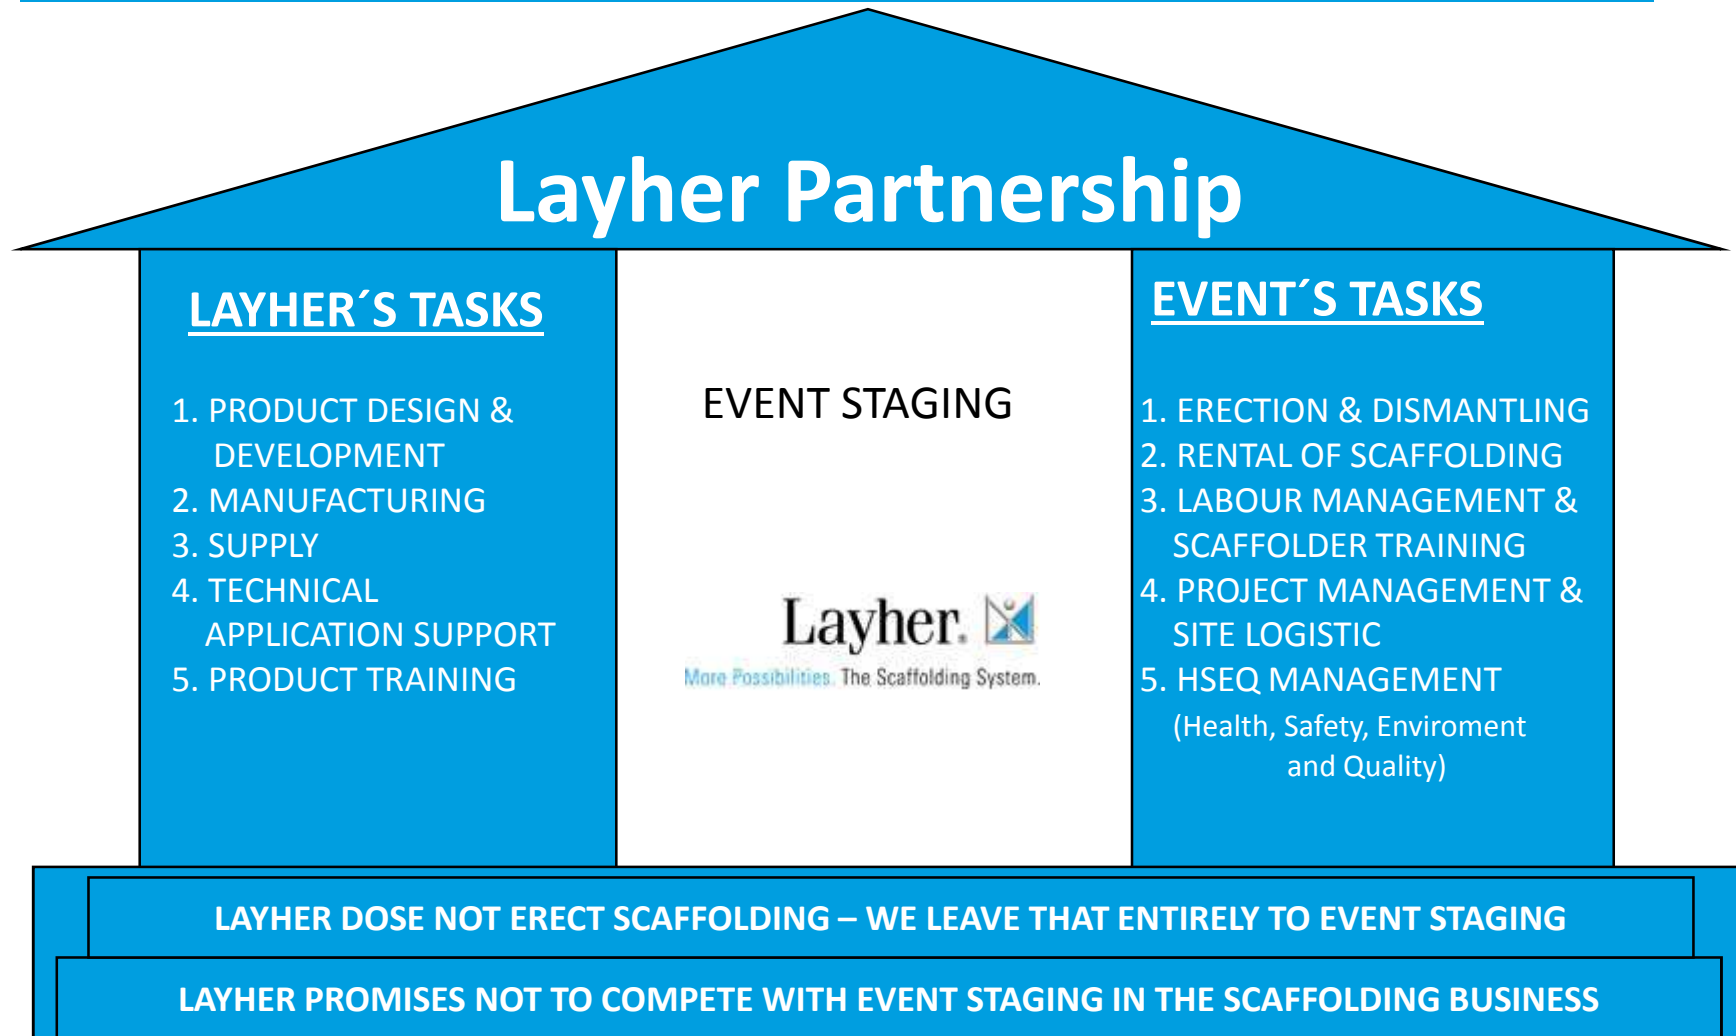 Layher Partnership
LAYHER´S TASKS
1. PRODUCT DESIGN &
DEVELOPMENT
2. MANUFACTURING
3. SUPPLY
4. TECHNICAL
APPLICATION SUPPORT
5. PRODUCT TRAINING
EVENT STAGING
Layher.
More Possibilities. The Scaffolding System.
EVENT´S TASKS
1. ERECTION & DISMANTLING
2. RENTAL OF SCAFFOLDING
3. LABOUR MANAGEMENT &
SCAFFOLDER TRAINING
4. PROJECT MANAGEMENT &
SITE LOGISTIC
5. HSEQ MANAGEMENT
(Health, Safety, Enviroment
and Quality)
LAYHER DOSE NOT ERECT SCAFFOLDING – WE LEAVE THAT ENTIRELY TO EVENT STAGING
LAYHER PROMISES NOT TO COMPETE WITH EVENT STAGING IN THE SCAFFOLDING BUSINESS